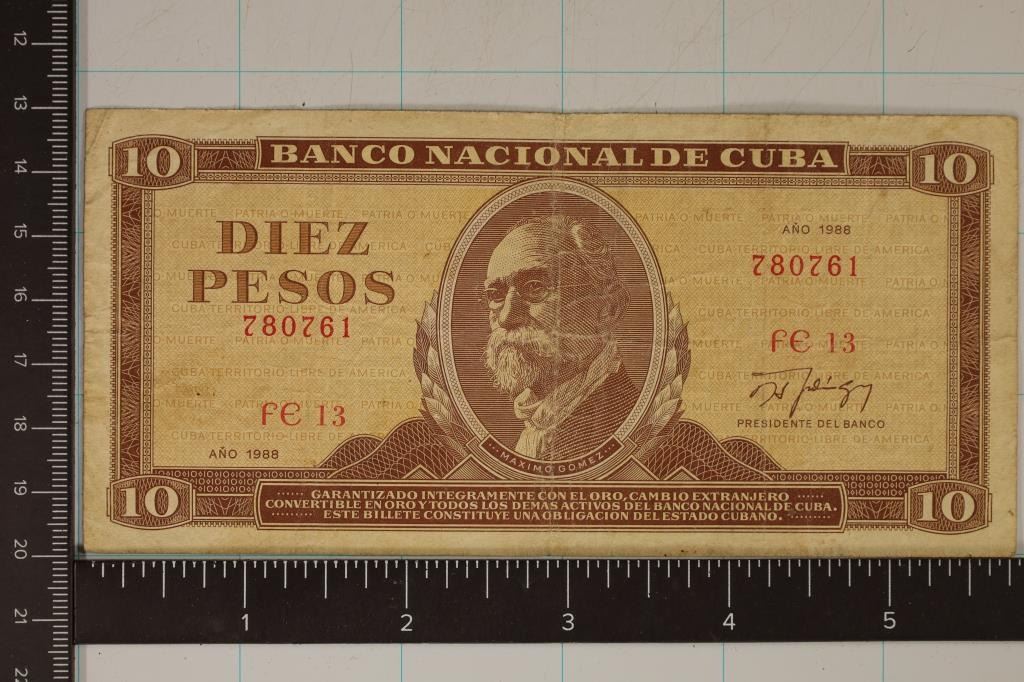 BANCO NACIONAL DE CUBA
10 10
DIEZ
PESOS
780761
FE 13
AÑO 1988
AÑO 1988
780761
FE 13
PRESIDENTE DEL BANCO
MAXIMO GOMEZ
10 10
GARANTIZADO INTEGRAMENTE CON EL ORO, CAMBIO EXTRANJERO
CONVERTIBLE EN ORO Y TODOS LOS DEMAS ACTIVOS DEL BANCO NACIONAL DE CUBA.
ESTE BILLETE CONSTITUYE UNA OBLIGACION DEL ESTADO CUBANO.
PATRIA O MUERTE
CUBA TERRITORIO LIBRE DE AMERICA
12
13
14
15
16
17
18
19
20
21
22
1 2 3 4 5